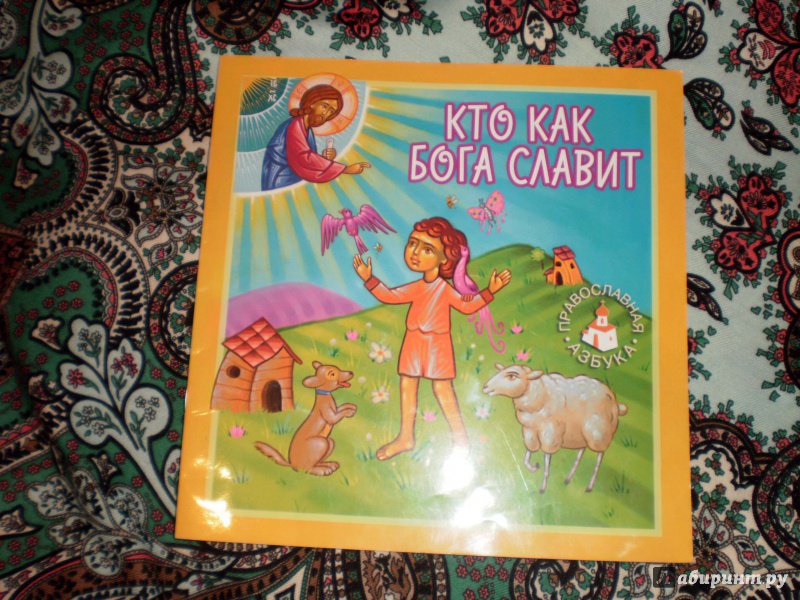 КТО КАК
БОГА СЛАВИТ
ПРАВОСЛАВНАЯ
• АЗБУКА •
Лабиринт.ру